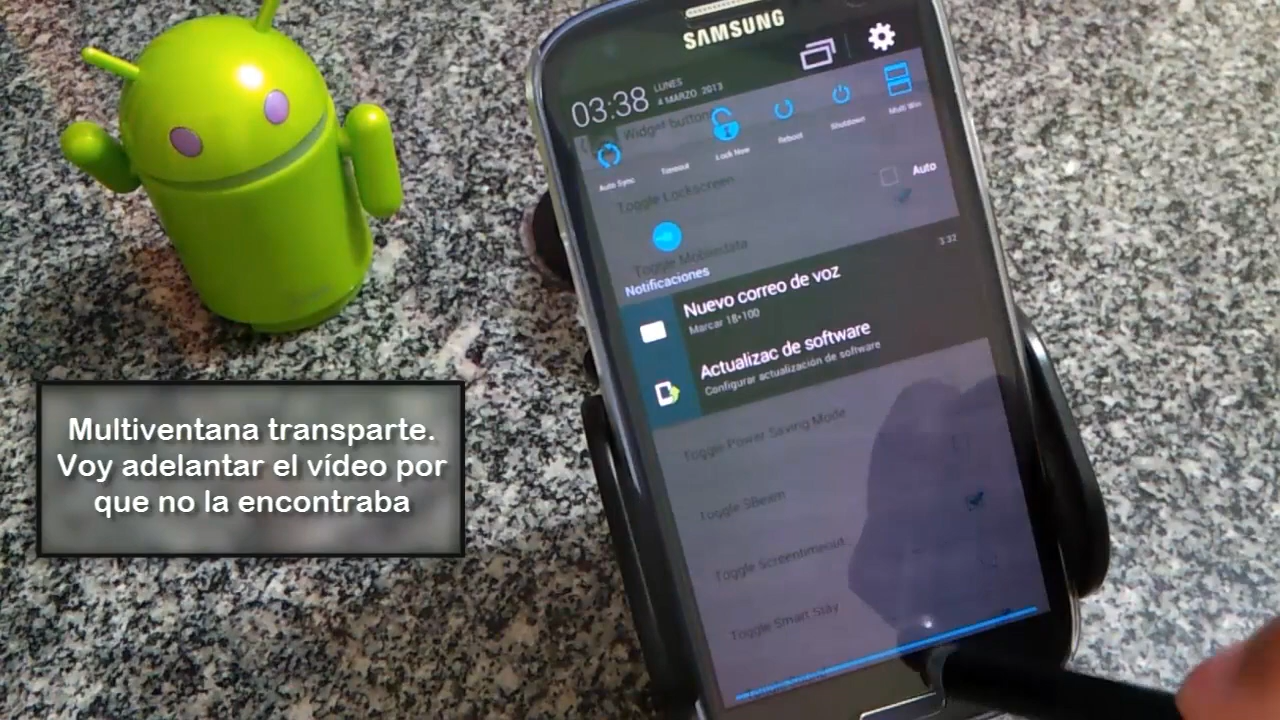 SAMSUNG
03:38
LUNES
4 MARZO, 2013
Auto Sync
Timeout
Lock Now
Reboot
Shutdown
Multi Win
Widget button
Toggle Lockscreen
Auto
Toggle Mobiledata
Notificaciones
3:32
Nuevo correo de voz
Marcar 18*100
Actualizac de software
Configurar actualización de software
Toggle Power Saving Mode
Toggle SBeam
Toggle Screentimeout
Toggle Smart Stay
Multiventana transparte.
Voy adelantar el vídeo por
que no la encontraba